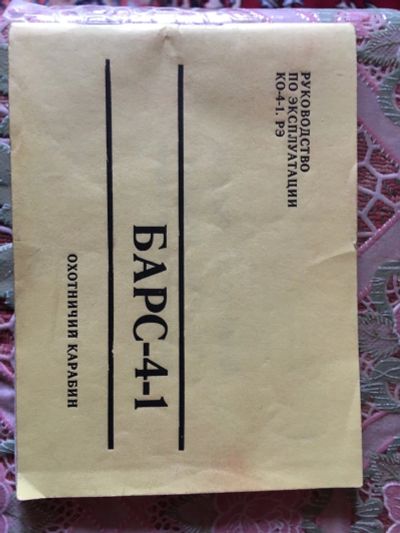 РУКОВОДСТВО
ПО ЭКСПЛУАТАЦИИ
КО-4-1. РЭ
БАРС-4-1
ОХОТНИЧИЙ КАРАБИН